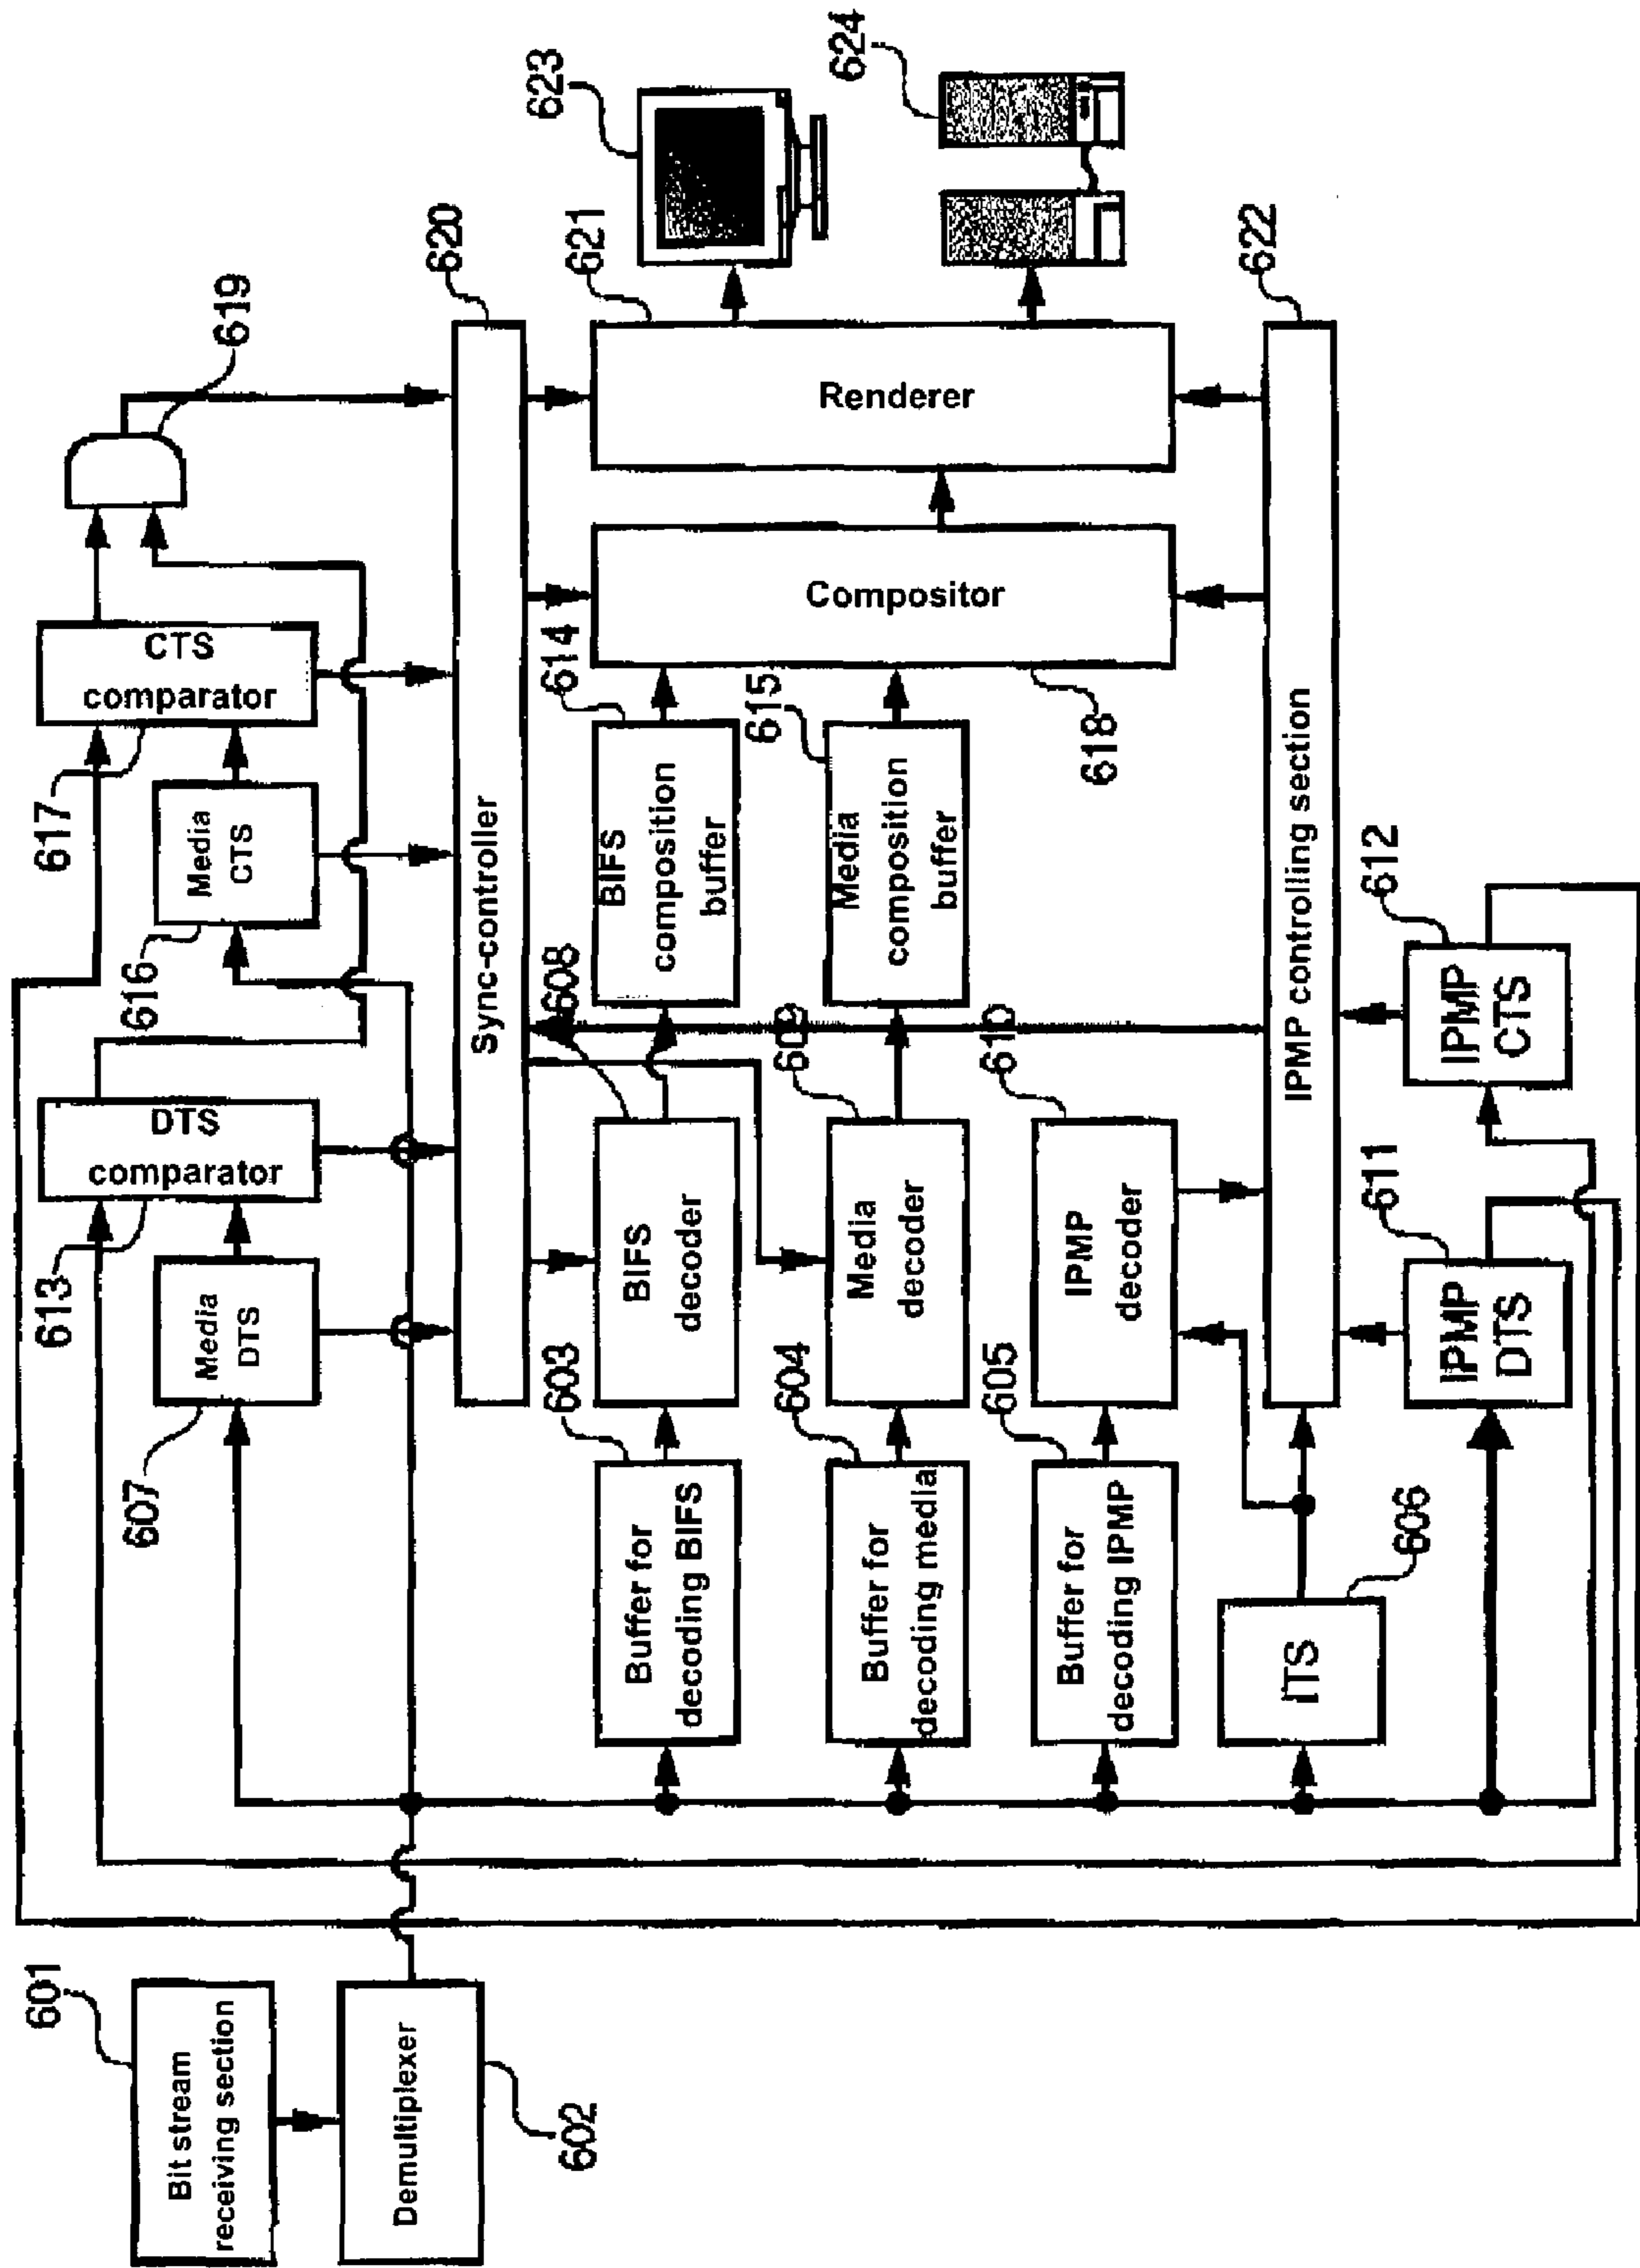 601
Bit stream
receiving section
Demultiplexer
602
607
Media
DTS
613
DTS
comparator
616
Media
CTS
617
CTS
comparator
619
Sync-controller
620
603
Buffer for
decoding BIFS
608
BIFS
decoder
614
BIFS
composition
buffer
604
Buffer for
decoding media
609
Media
decoder
615
Media
composition
buffer
605
Buffer for
decoding IPMP
610
IPMP
decoder
Compositor
618
Renderer
621
623
624
606
ITS
IPMP controlling section
622
611
IPMP
DTS
612
IPMP
CTS